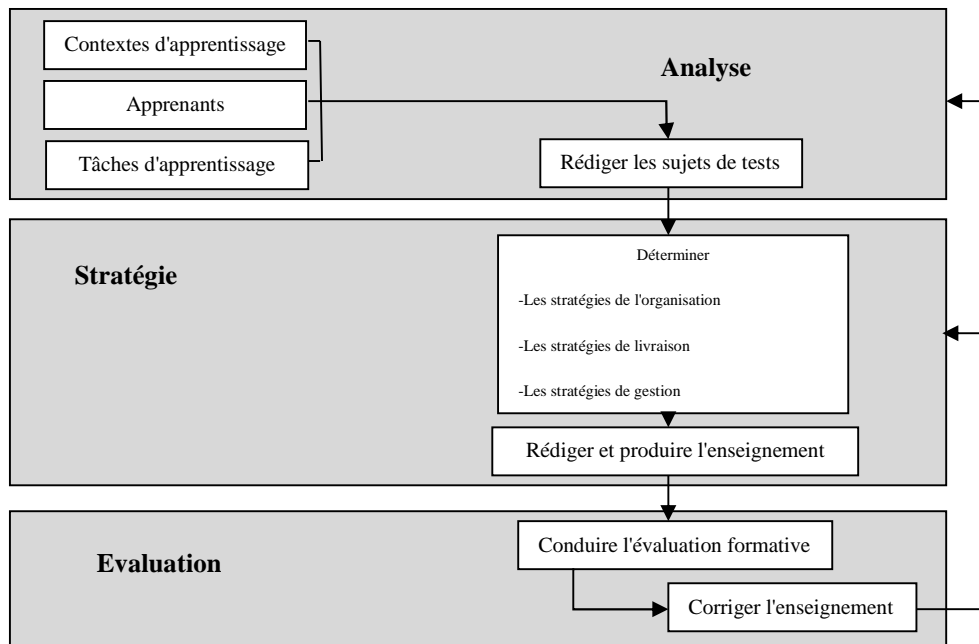 Contextes d'apprentissage
Analyse
Apprenants
Tâches d'apprentissage
Rédiger les sujets de tests
Stratégie
Déterminer
-Les stratégies de l'organisation
-Les stratégies de livraison
-Les stratégies de gestion
Rédiger et produire l'enseignement
Evaluation
Conduire l'évaluation formative
Corriger l'enseignement